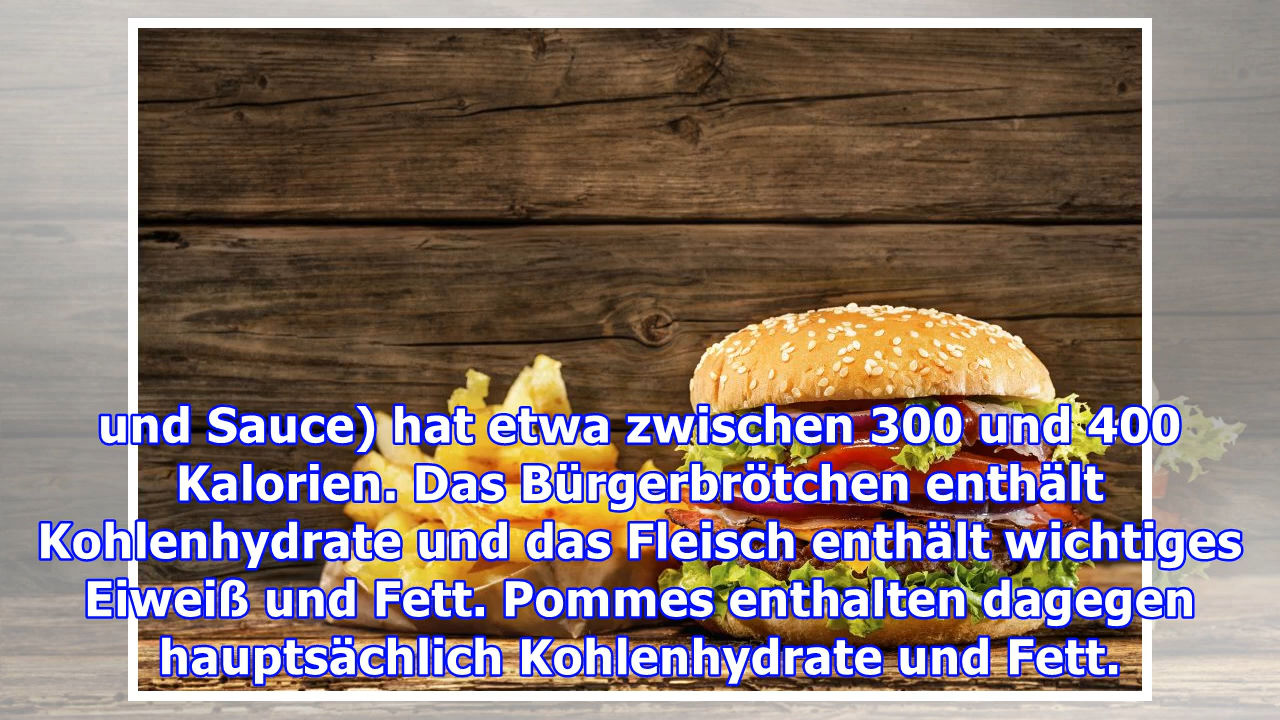 und Sauce) hat etwa zwischen 300 und 400
Kalorien. Das Bürgerbrötchen enthält
Kohlenhydrate und das Fleisch enthält wichtiges
Eiweiß und Fett. Pommes enthalten dagegen
hauptsächlich Kohlenhydrate und Fett.